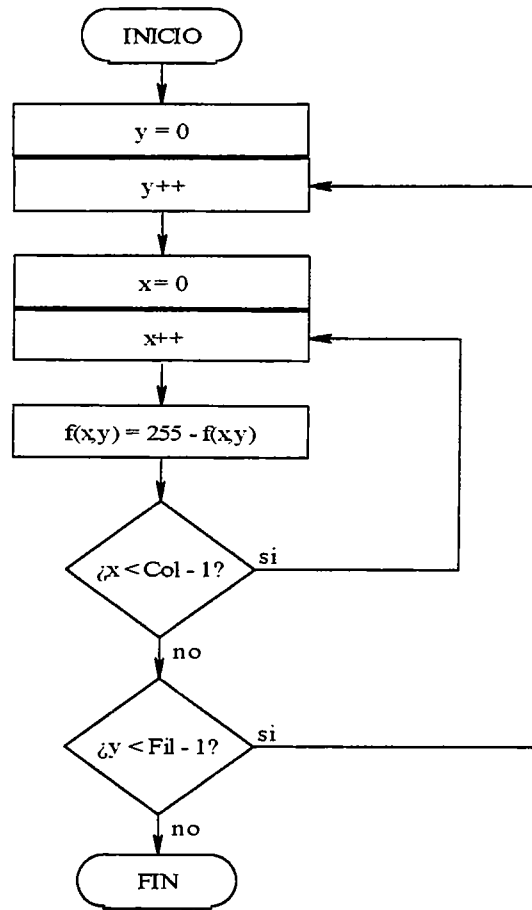 INICIO
y = 0
y++
x= 0
x++
f(x,y) = 255 - f(x,y)
¿x < Col - 1?
si
no
¿y < Fil - 1?
si
no
FIN